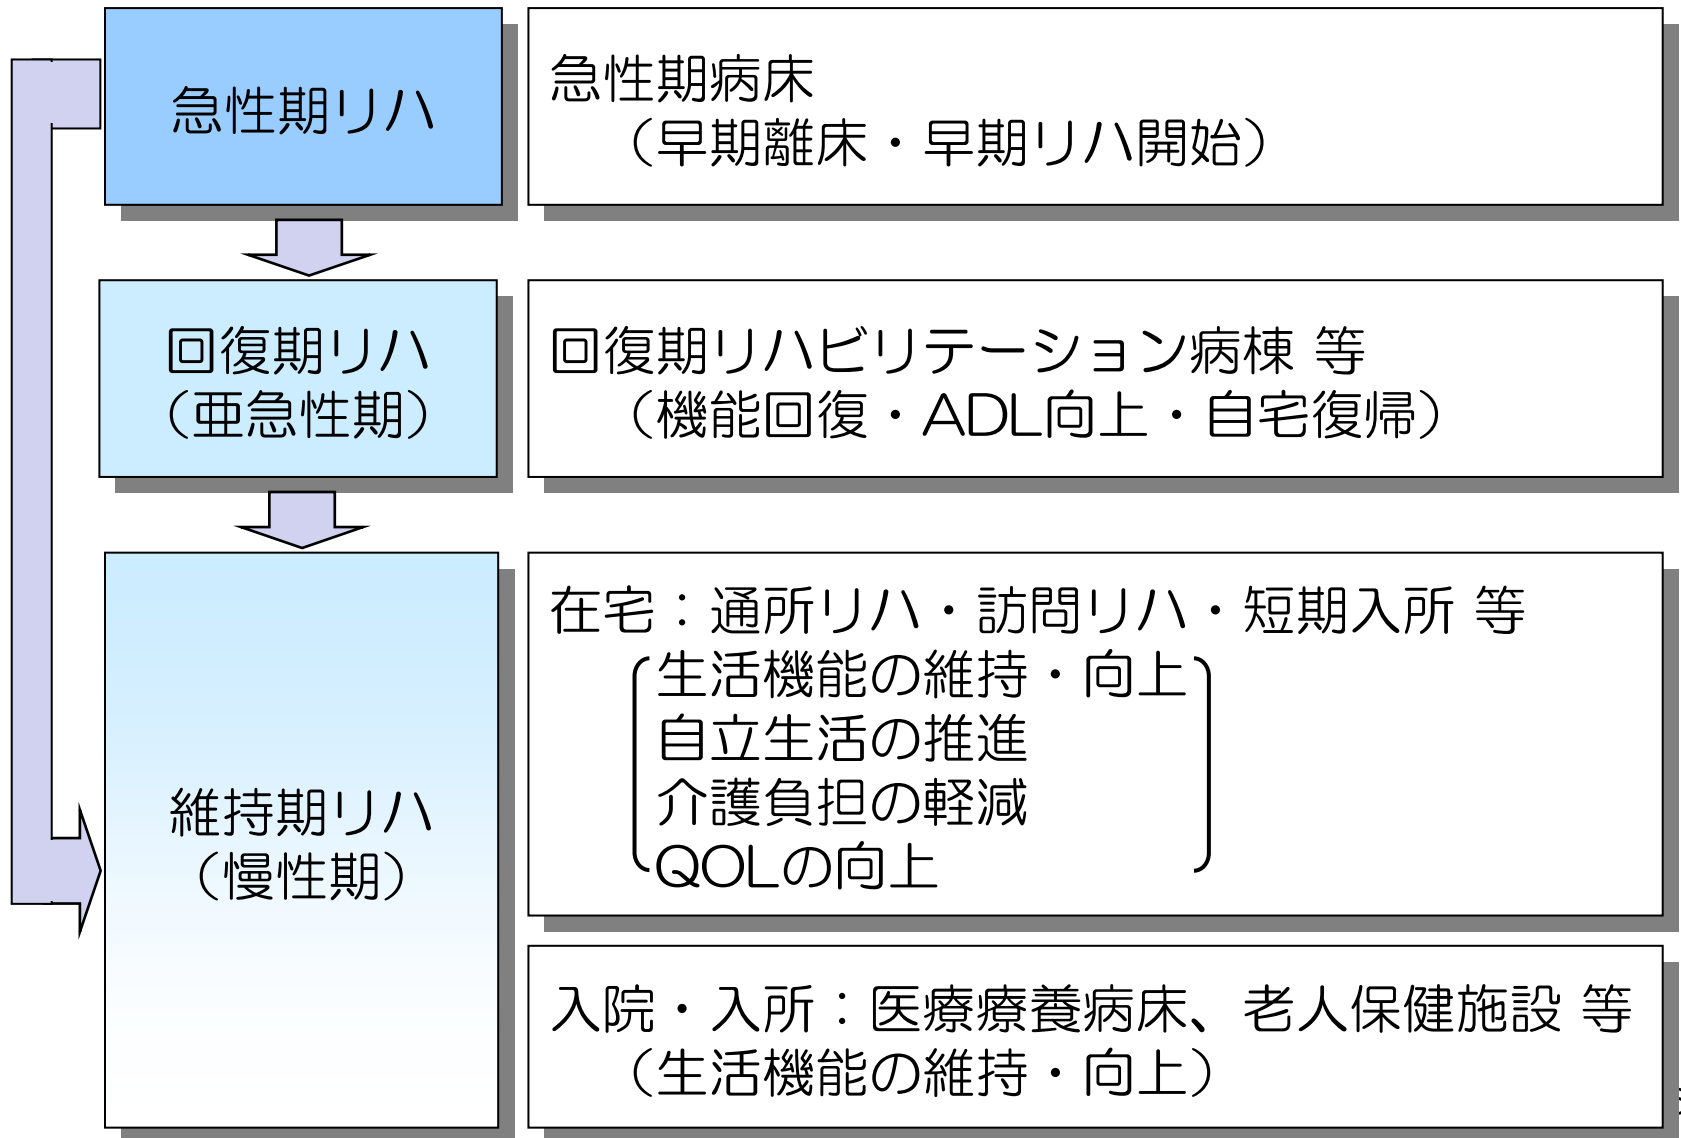 急性期リハ
急性期病床
（早期離床・早期リハ開始）
回復期リハ
（亜急性期）
回復期リハビリテーション病棟 等
（機能回復・ADL向上・自宅復帰）
維持期リハ
（慢性期）
在宅：通所リハ・訪問リハ・短期入所 等
生活機能の維持・向上
自立生活の推進
介護負担の軽減
QOLの向上
入院・入所：医療療養病床、老人保健施設 等
（生活機能の維持・向上）